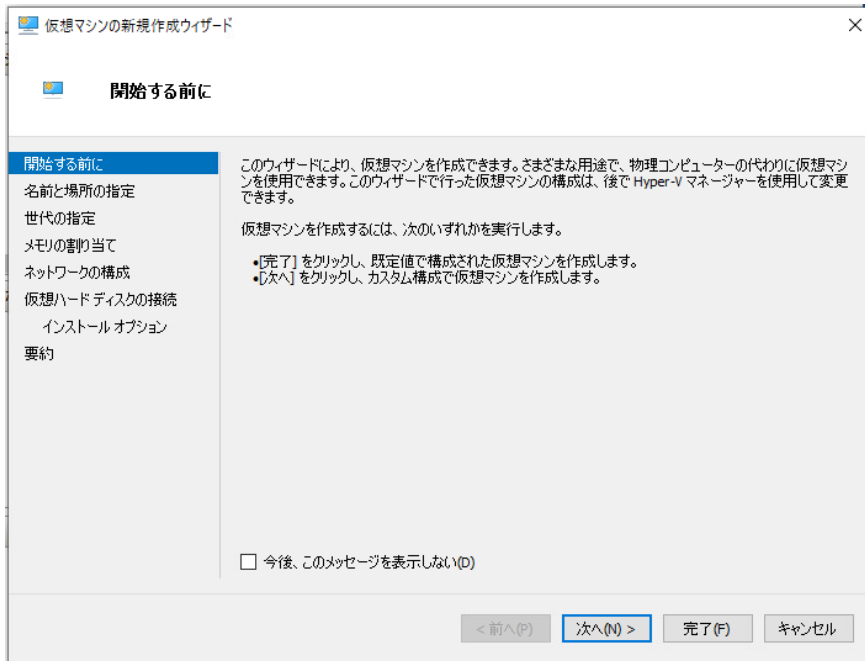 仮想マシンの新規作成ウィザード
開始する前に
開始する前に
名前と場所の指定
世代の指定
メモリの割り当て
ネットワークの構成
仮想ハード ディスクの接続
インストール オプション
要約
このウィザードにより、仮想マシンを作成できます。さまざまな用途で、物理コンピューターの代わりに仮想マシ
ンを使用できます。このウィザードで行った仮想マシンの構成は、後で Hyper-V マネージャーを使用して変更
できます。
仮想マシンを作成するには、次のいずれかを実行します。
•[完了] をクリックし、既定値で構成された仮想マシンを作成します。
•[次へ] をクリックし、カスタム構成で仮想マシンを作成します。
今後、このメッセージを表示しない(D)
< 前へ(P)
次へ(N) >
完了(F)
キャンセル